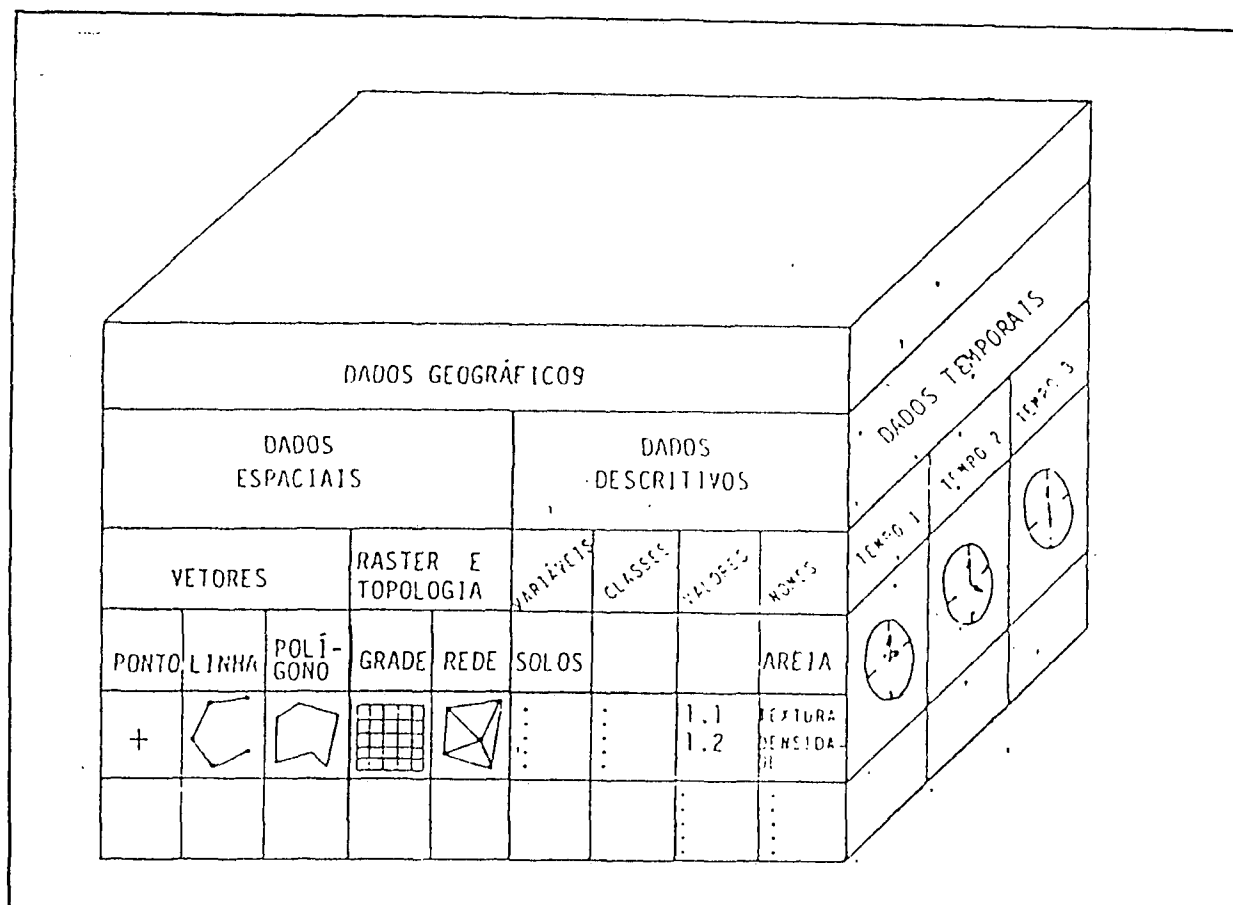 DADOS GEOGRÁFICOS
DADOS
ESPACIAIS
DADOS
DESCRITIVOS
VETORES
RASTER E
TOPOLOGIA
VARIÁVEIS
CLASSES
VALORES
NOMES
PONTO
LINHA
POLÍ-
GONO
GRADE
REDE
SOLOS
AREIA
+
1.1
1.2
TEXTURA
DENSIDA-
DADOS TEMPORAIS
TEMPO 1
TEMPO 2
TEMPO 3